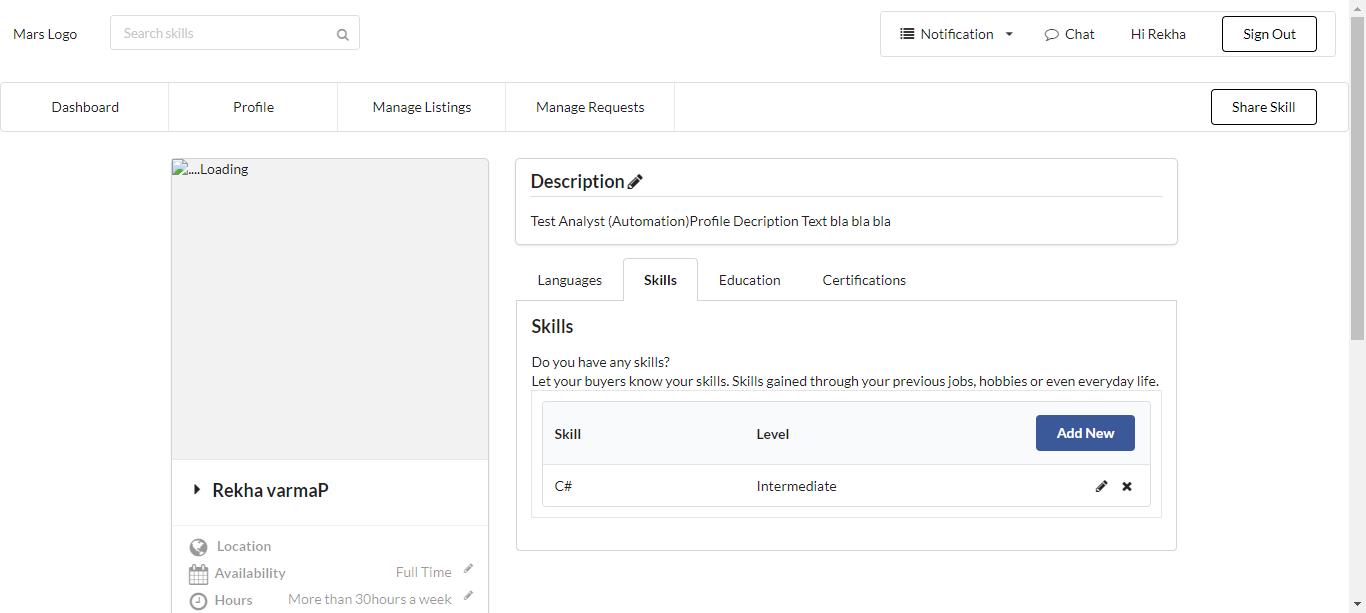 Mars Logo
Search skills
Notification
Chat
Hi Rekha
Sign Out
Dashboard
Profile
Manage Listings
Manage Requests
Share Skill
....Loading
Rekha varmaP
Location
Availability Full Time
Hours More than 30hours a week
Description
Test Analyst (Automation)Profile Decription Text bla bla bla
Languages
Skills
Education
Certifications
Skills
Do you have any skills?
Let your buyers know your skills. Skills gained through your previous jobs, hobbies or even everyday life.
Skill Level Add New
C# Intermediate